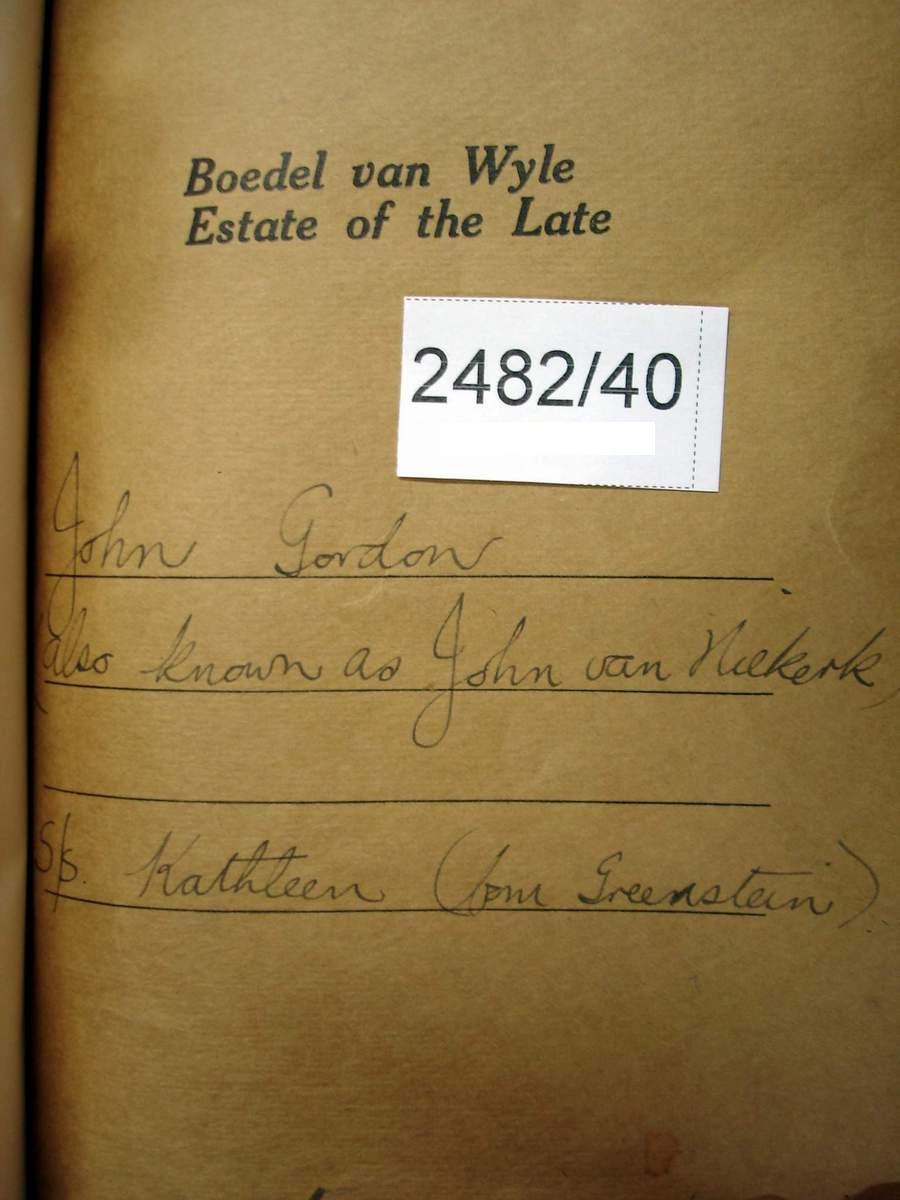 Boedel van Wyle
Estate of the Late
2482/40
John Gordon
(also known as John van Niekerk)
S/s. Kathleen (born Greenstein)